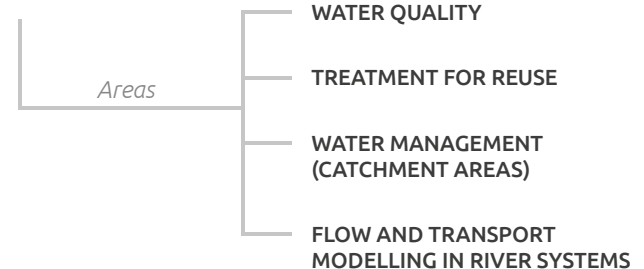 WATER QUALITY
Areas
TREATMENT FOR REUSE
WATER MANAGEMENT
(CATCHMENT AREAS)
FLOW AND TRANSPORT
MODELLING IN RIVER SYSTEMS